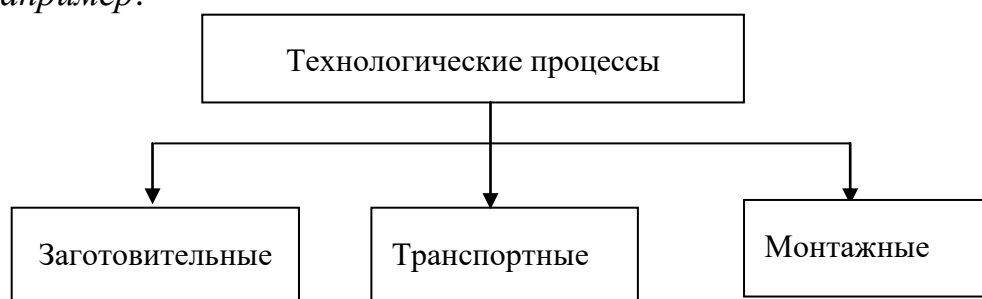 апример:
Технологические процессы
Заготовительные
Транспортные
Монтажные